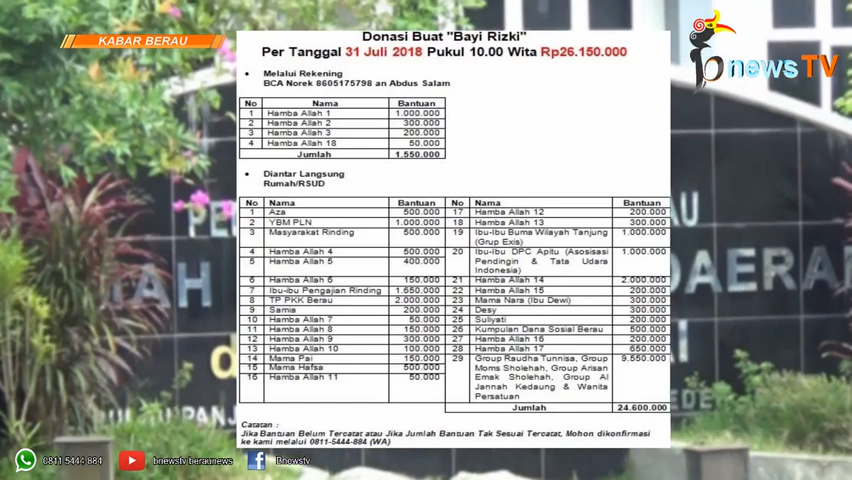 KABAR BERAU
bnewsTV
Donasi Buat "Bayi Rizki"
Per Tanggal 31 Juli 2018 Pukul 10.00 Wita Rp26.150.000
• Melalui Rekening
BCA Norek 8605175798 an Abdus Salam
No Nama Bantuan
1 Hamba Allah 1 1.000.000
2 Hamba Allah 2 300.000
3 Hamba Allah 3 200.000
4 Hamba Allah 18 50.000
Jumlah 1.550.000
• Diantar Langsung
Rumah/RSUD
No Nama Bantuan
1 Aza 500.000
2 YBM PLN 1.000.000
3 Masyarakat Rinding 500.000
4 Hamba Allah 4 500.000
5 Hamba Allah 5 400.000
6 Hamba Allah 6 150.000
7 Ibu-ibu Pengajian Rinding 1.650.000
8 TP PKK Berau 2.000.000
9 Samia 200.000
10 Hamba Allah 7 50.000
11 Hamba Allah 8 150.000
12 Hamba Allah 9 300.000
13 Hamba Allah 10 100.000
14 Mama Pai 150.000
15 Mama Hafsa 500.000
16 Hamba Allah 11 50.000
No Nama Bantuan
17 Hamba Allah 12 200.000
18 Hamba Allah 13 300.000
19 Ibu-Ibu Buma Wilayah Tanjung 1.000.000
(Grup Exis)
20 Ibu-Ibu DPC Apitu (Asosisasi 1.000.000
Pendingin & Tata Udara
Indonesia)
21 Hamba Allah 14 2.000.000
22 Hamba Allah 15 200.000
23 Mama Nara (Ibu Dewi) 300.000
24 Desy 300.000
25 Suliyati 200.000
26 Kumpulan Dana Sosial Berau 500.000
27 Hamba Allah 16 200.000
28 Hamba Allah 17 650.000
29 Group Raudha Tunnisa, Group 9.550.000
Moms Sholehah, Group Arisan
Emak Sholehah, Group Al
Jannah Kedaung & Wanita
Persatuan
Jumlah 24.600.000
Catatan :
Jika Bantuan Belum Tercatat atau Jika Jumlah Bantuan Tak Sesuai Tercatat, Mohon dikonfirmasi
ke kami melalui 0811-5444-884 (WA)
0811 5444 884
bnewstv beraunews
Bnewstv